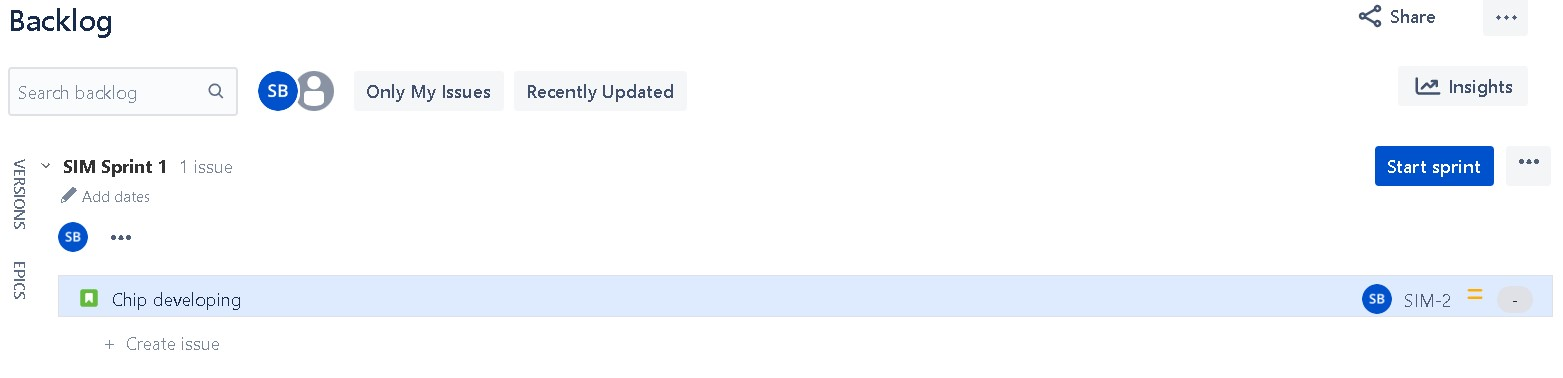 Backlog
Share
Search backlog
SB
Only My Issues
Recently Updated
Insights
VERSIONS
EPICS
SIM Sprint 1 1 issue
Start sprint
Add dates
SB
Chip developing
SB
SIM-2
-
+ Create issue